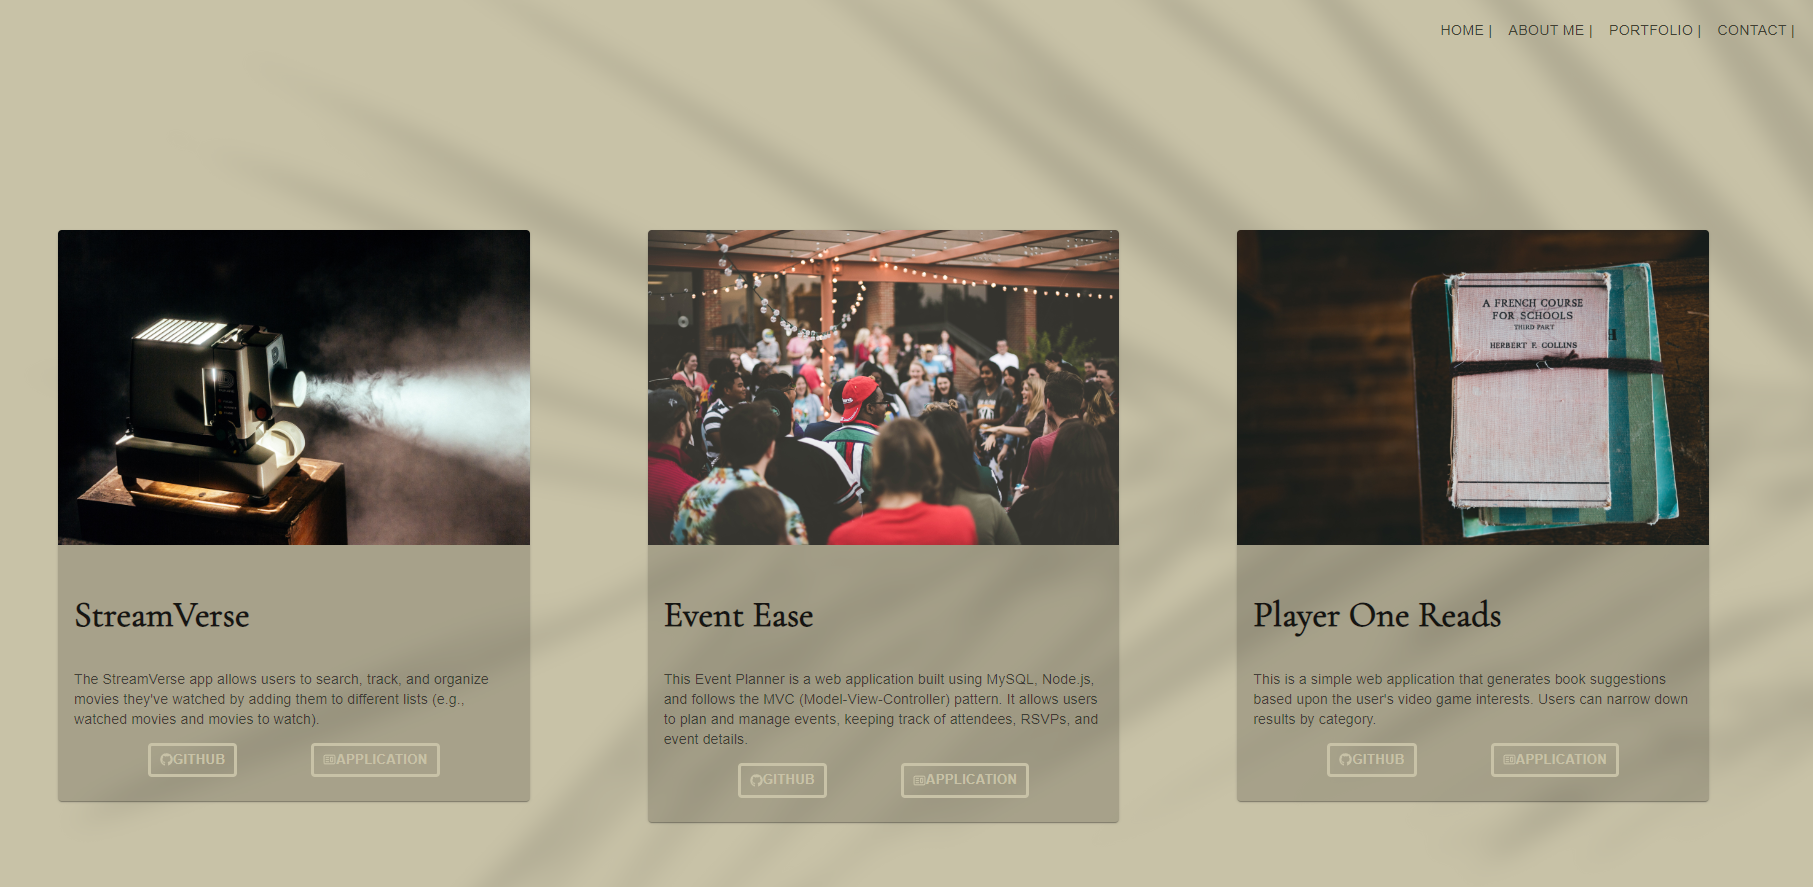 HOME | ABOUT ME | PORTFOLIO | CONTACT |
A FRENCH COURSE
FOR SCHOOLS
THIRD PART
HERBERT F. COLLINS
StreamVerse
The StreamVerse app allows users to search, track, and organize
movies they've watched by adding them to different lists (e.g.,
watched movies and movies to watch).
GITHUB APPLICATION
Event Ease
This Event Planner is a web application built using MySQL, Node.js,
and follows the MVC (Model-View-Controller) pattern. It allows users
to plan and manage events, keeping track of attendees, RSVPs, and
event details.
GITHUB APPLICATION
Player One Reads
This is a simple web application that generates book suggestions
based upon the user's video game interests. Users can narrow down
results by category.
GITHUB APPLICATION